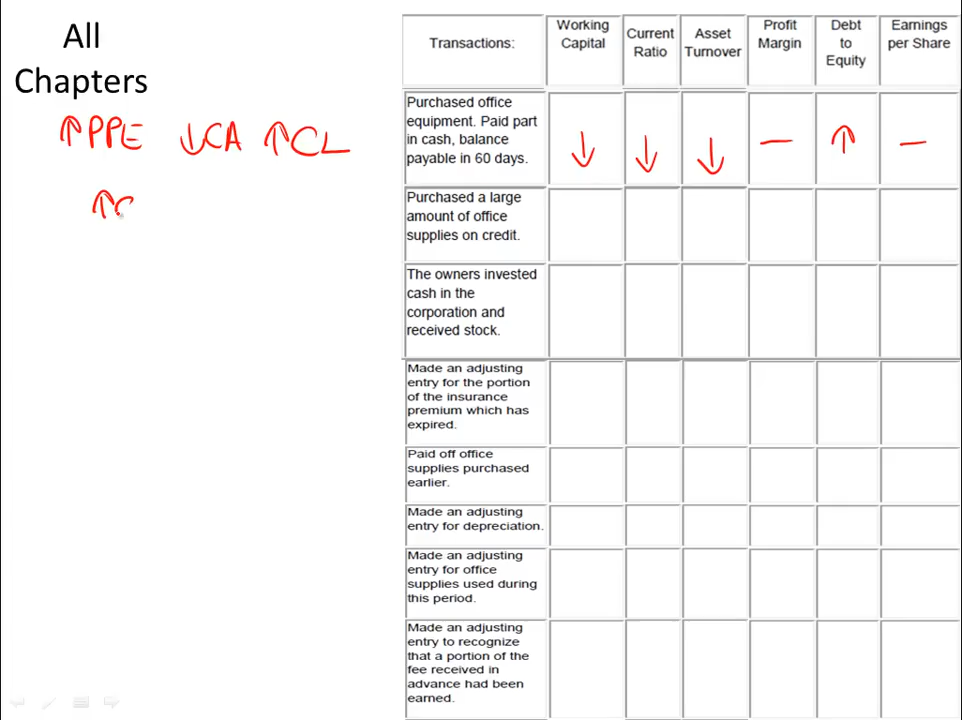 All
Chapters
↑PPE ↓CA ↑CL
↑
Transactions:
Working
Capital
Current
Ratio
Asset
Turnover
Profit
Margin
Debt
to
Equity
Earnings
per Share
Purchased office
equipment. Paid part
in cash, balance
payable in 60 days.
↓ ↓ ↓ — ↑ —
Purchased a large
amount of office
supplies on credit.
The owners invested
cash in the
corporation and
received stock.
Made an adjusting
entry for the portion
of the insurance
premium which has
expired.
Paid off office
supplies purchased
earlier.
Made an adjusting
entry for depreciation.
Made an adjusting
entry for office
supplies used during
this period.
Made an adjusting
entry to recognize
that a portion of the
fee received in
advance had been
earned.